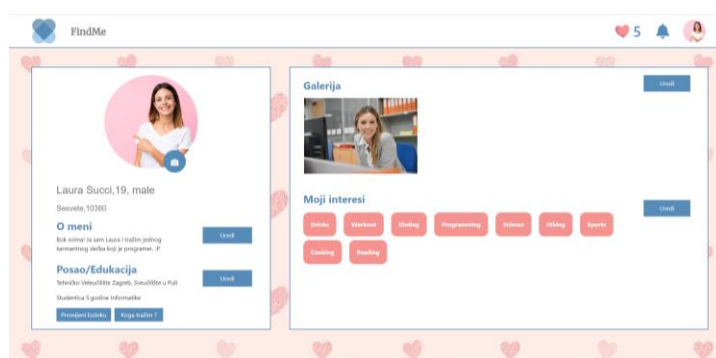 FindMe
5
Laura Succi,19, male
Sesvete,10360
O meni
Uredi
Bok svima! Ja sam Laura i tražim jednog
šarmantnog dečka koji je programer. :P
Posao/Edukacija
Uredi
Tehničko Veleučilište Zagreb, Sveučilište u Puli
Studentica 5.godine Informatike
Promijeni lozinku
Koga tražim ?
Galerija
Uredi
Moji interesi
Uredi
Drinks
Workout
Dieting
Programming
Science
Hiking
Sports
Cooking
Reading